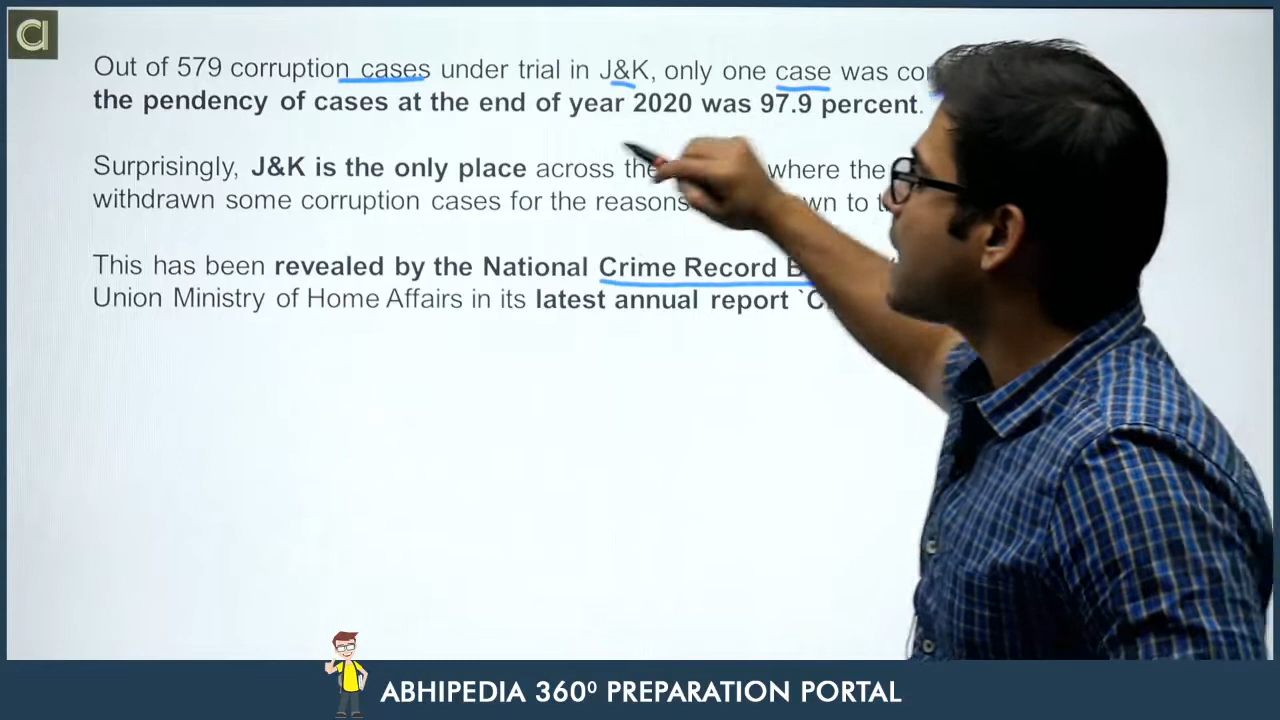 Out of 579 corruption cases under trial in J&K, only one case was
the pendency of cases at the end of year 2020 was 97.9 percent.
Surprisingly, J&K is the only place across the where the
withdrawn some corruption cases for the reasons to
This has been revealed by the National Crime Record
Union Ministry of Home Affairs in its latest annual report `
ABHIPEDIA 360⁰ PREPARATION PORTAL